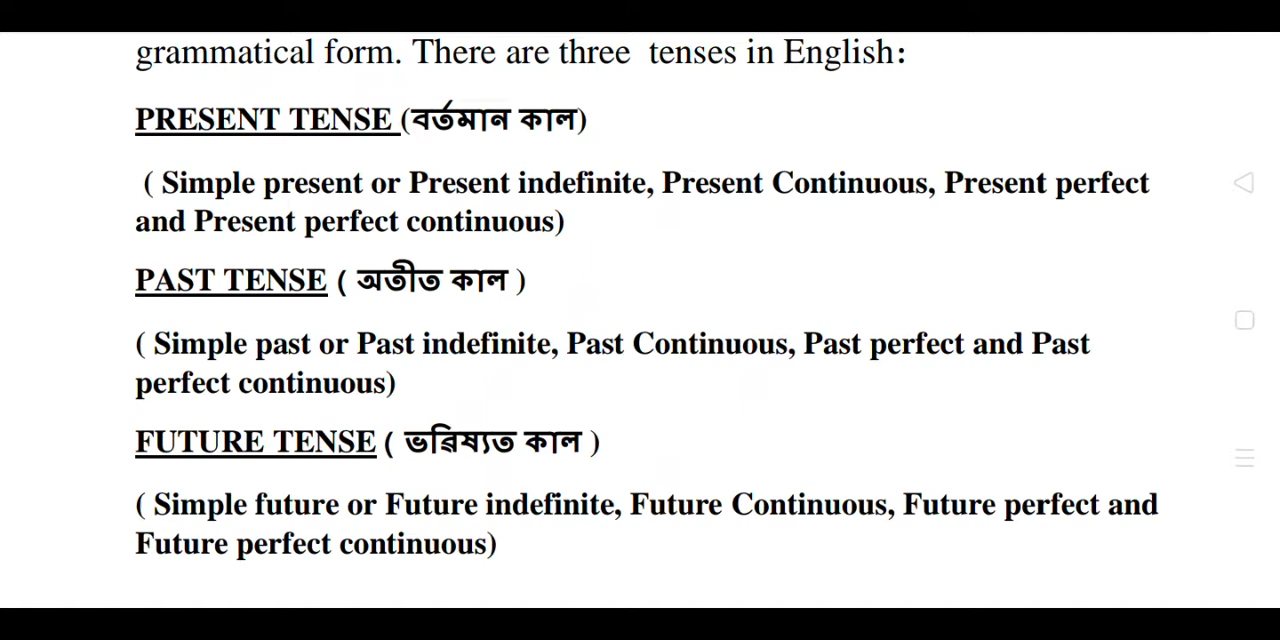 grammatical form. There are three tenses in English:
PRESENT TENSE (বৰ্তমান কাল)
( Simple present or Present indefinite, Present Continuous, Present perfect
and Present perfect continuous)
PAST TENSE ( অতীত কাল )
( Simple past or Past indefinite, Past Continuous, Past perfect and Past
perfect continuous)
FUTURE TENSE ( ভৱিষ্যত কাল )
( Simple future or Future indefinite, Future Continuous, Future perfect and
Future perfect continuous)